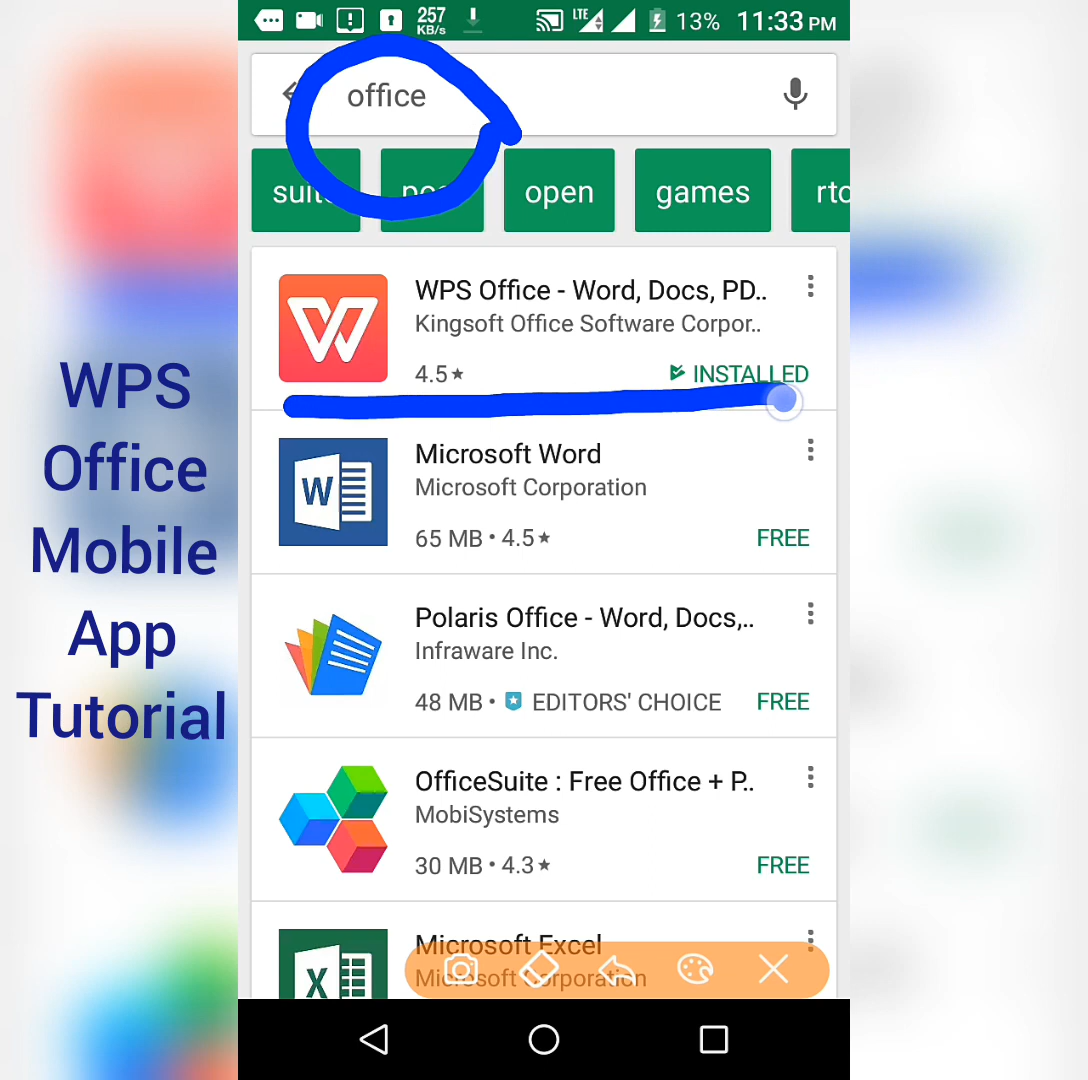 257
KB/s
LTE
13%
11:33 PM
office
open
games
WPS Office - Word, Docs, PD..
Kingsoft Office Software Corpor..
4.5★
INSTALLED
W
Microsoft Word
Microsoft Corporation
65 MB • 4.5★
FREE
Polaris Office - Word, Docs,..
Infraware Inc.
48 MB • EDITORS' CHOICE
FREE
OfficeSuite : Free Office + P..
MobiSystems
30 MB • 4.3★
FREE
X
Microsoft Excel
Microsoft Corporation
WPS
Office
Mobile
App
Tutorial